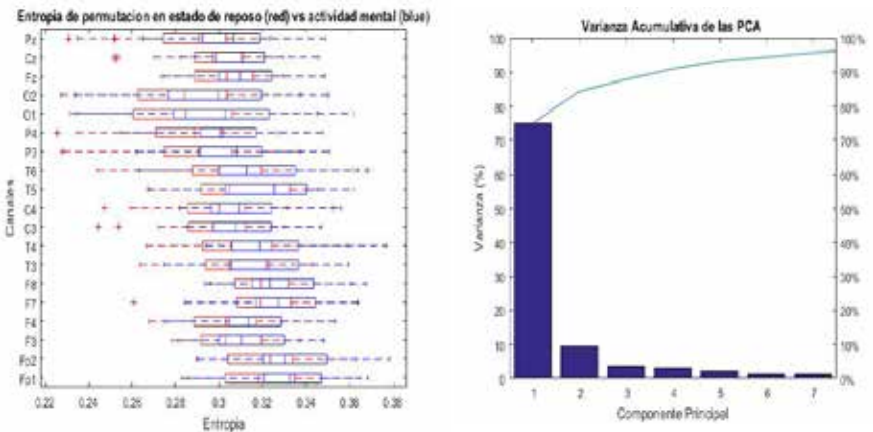 Entropia de permutacion en estado de reposo (red) vs actividad mental (blue)
Pz
Cz
Fz
O2
O1
P4
P3
T6
T5
C4
C3
T4
T3
F8
F7
F4
F3
Fp2
Fp1
Canales
0.22
0.24
0.26
0.28
0.3
0.32
0.34
0.36
0.38
Entropia
Varianza Acumulativa de las PCA
100
90
80
70
60
50
40
30
20
10
0
Varianza (%)
100%
90%
80%
70%
60%
50%
40%
30%
20%
10%
0%
1
2
3
4
5
6
7
Componente Principal